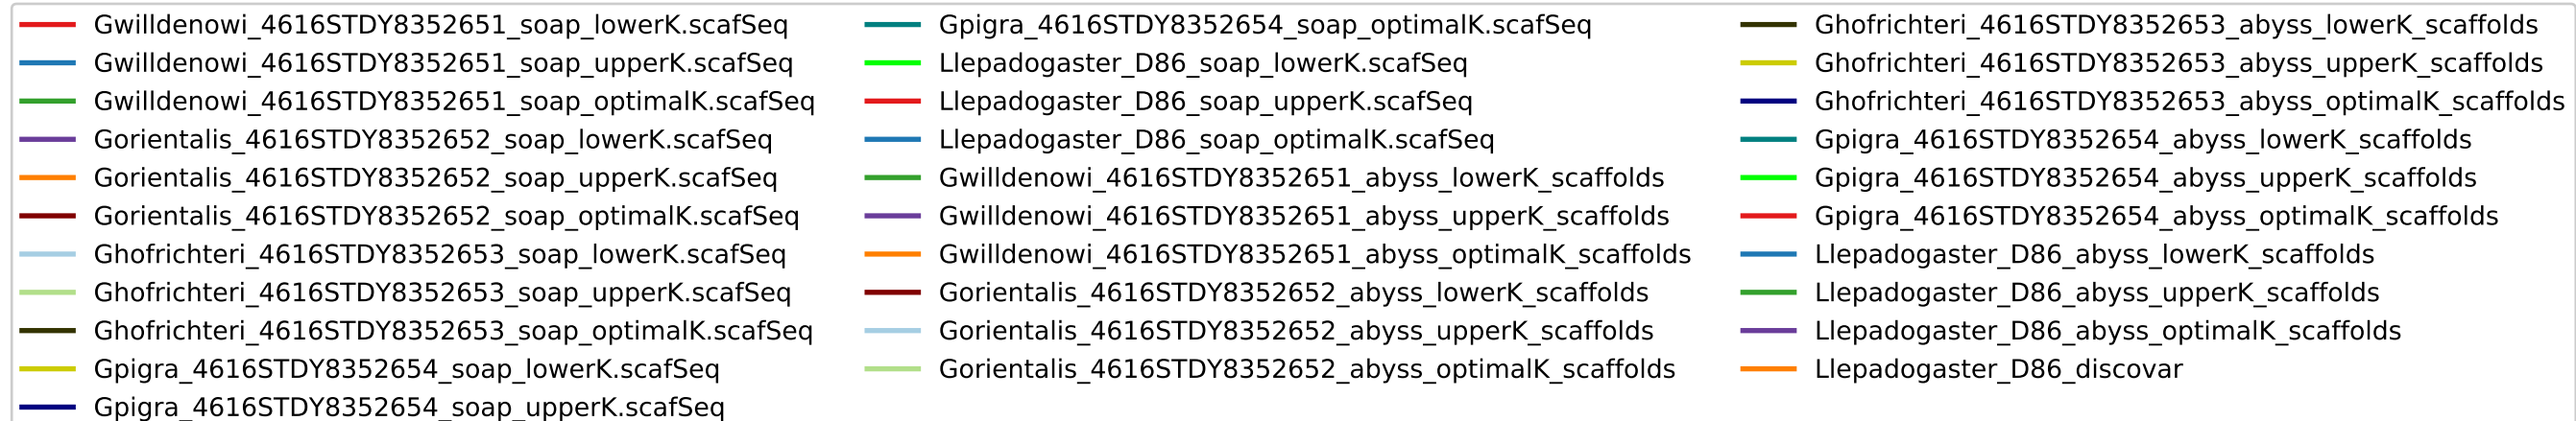 Gwilldenowi_4616STDY8352651_soap_lowerK.scafSeq
Gwilldenowi_4616STDY8352651_soap_upperK.scafSeq
Gwilldenowi_4616STDY8352651_soap_optimalK.scafSeq
Gorientalis_4616STDY8352652_soap_lowerK.scafSeq
Gorientalis_4616STDY8352652_soap_upperK.scafSeq
Gorientalis_4616STDY8352652_soap_optimalK.scafSeq
Ghofrichteri_4616STDY8352653_soap_lowerK.scafSeq
Ghofrichteri_4616STDY8352653_soap_upperK.scafSeq
Ghofrichteri_4616STDY8352653_soap_optimalK.scafSeq
Gpigra_4616STDY8352654_soap_lowerK.scafSeq
Gpigra_4616STDY8352654_soap_upperK.scafSeq
Gpigra_4616STDY8352654_soap_optimalK.scafSeq
Llepadogaster_D86_soap_lowerK.scafSeq
Llepadogaster_D86_soap_upperK.scafSeq
Llepadogaster_D86_soap_optimalK.scafSeq
Gwilldenowi_4616STDY8352651_abyss_lowerK_scaffolds
Gwilldenowi_4616STDY8352651_abyss_upperK_scaffolds
Gwilldenowi_4616STDY8352651_abyss_optimalK_scaffolds
Gorientalis_4616STDY8352652_abyss_lowerK_scaffolds
Gorientalis_4616STDY8352652_abyss_upperK_scaffolds
Gorientalis_4616STDY8352652_abyss_optimalK_scaffolds
Ghofrichteri_4616STDY8352653_abyss_lowerK_scaffolds
Ghofrichteri_4616STDY8352653_abyss_upperK_scaffolds
Ghofrichteri_4616STDY8352653_abyss_optimalK_scaffolds
Gpigra_4616STDY8352654_abyss_lowerK_scaffolds
Gpigra_4616STDY8352654_abyss_upperK_scaffolds
Gpigra_4616STDY8352654_abyss_optimalK_scaffolds
Llepadogaster_D86_abyss_lowerK_scaffolds
Llepadogaster_D86_abyss_upperK_scaffolds
Llepadogaster_D86_abyss_optimalK_scaffolds
Llepadogaster_D86_discovar